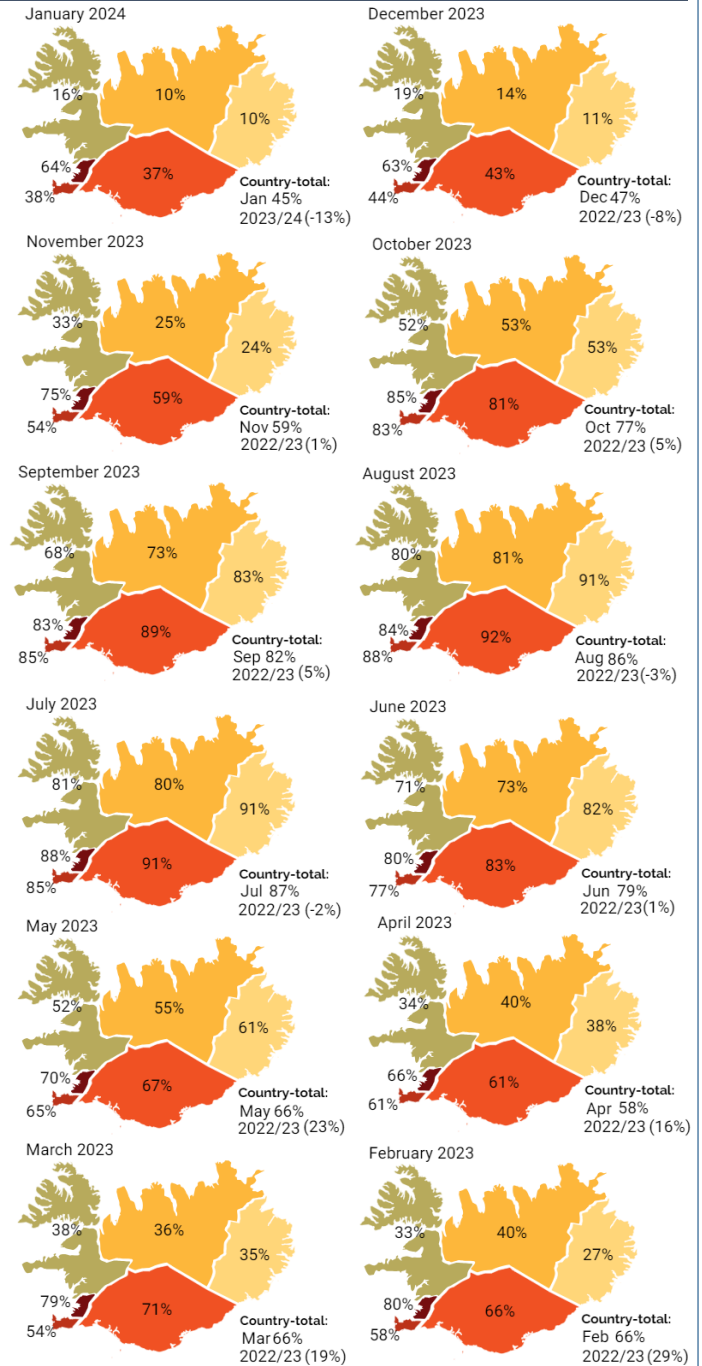 January 2024
16%
10%
10%
64%
37%
38%
Country-total:
Jan 45%
2023/24 (-13%)
December 2023
19%
14%
11%
63%
43%
44%
Country-total:
Dec 47%
2022/23 (-8%)
November 2023
33%
25%
24%
75%
59%
54%
Country-total:
Nov 59%
2022/23 (1%)
October 2023
52%
53%
53%
85%
81%
83%
Country-total:
Oct 77%
2022/23 (5%)
September 2023
68%
73%
83%
83%
89%
85%
Country-total:
Sep 82%
2022/23 (5%)
August 2023
80%
81%
91%
84%
92%
88%
Country-total:
Aug 86%
2022/23(-3%)
July 2023
81%
80%
91%
88%
91%
85%
Country-total:
Jul 87%
2022/23 (-2%)
June 2023
71%
73%
82%
80%
83%
77%
Country-total:
Jun 79%
2022/23(1%)
May 2023
52%
55%
61%
70%
67%
65%
Country-total:
May 66%
2022/23 (23%)
April 2023
34%
40%
38%
66%
61%
61%
Country-total:
Apr 58%
2022/23 (16%)
March 2023
38%
36%
35%
79%
71%
54%
Country-total:
Mar 66%
2022/23 (19%)
February 2023
33%
40%
27%
80%
66%
58%
Country-total:
Feb 66%
2022/23 (29%)